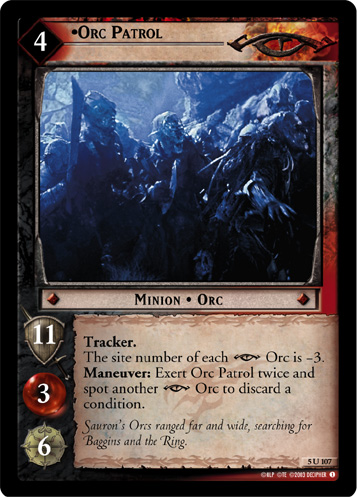 4
•Orc Patrol
Minion • Orc
11
3
6
Tracker.
The site number of each Orc is –3.
Maneuver: Exert Orc Patrol twice and
spot another Orc to discard a
condition.
Sauron's Orcs ranged far and wide, searching for
Baggins and the Ring.
5 U 107
©NLP ©TE ©2003 DECIPHER